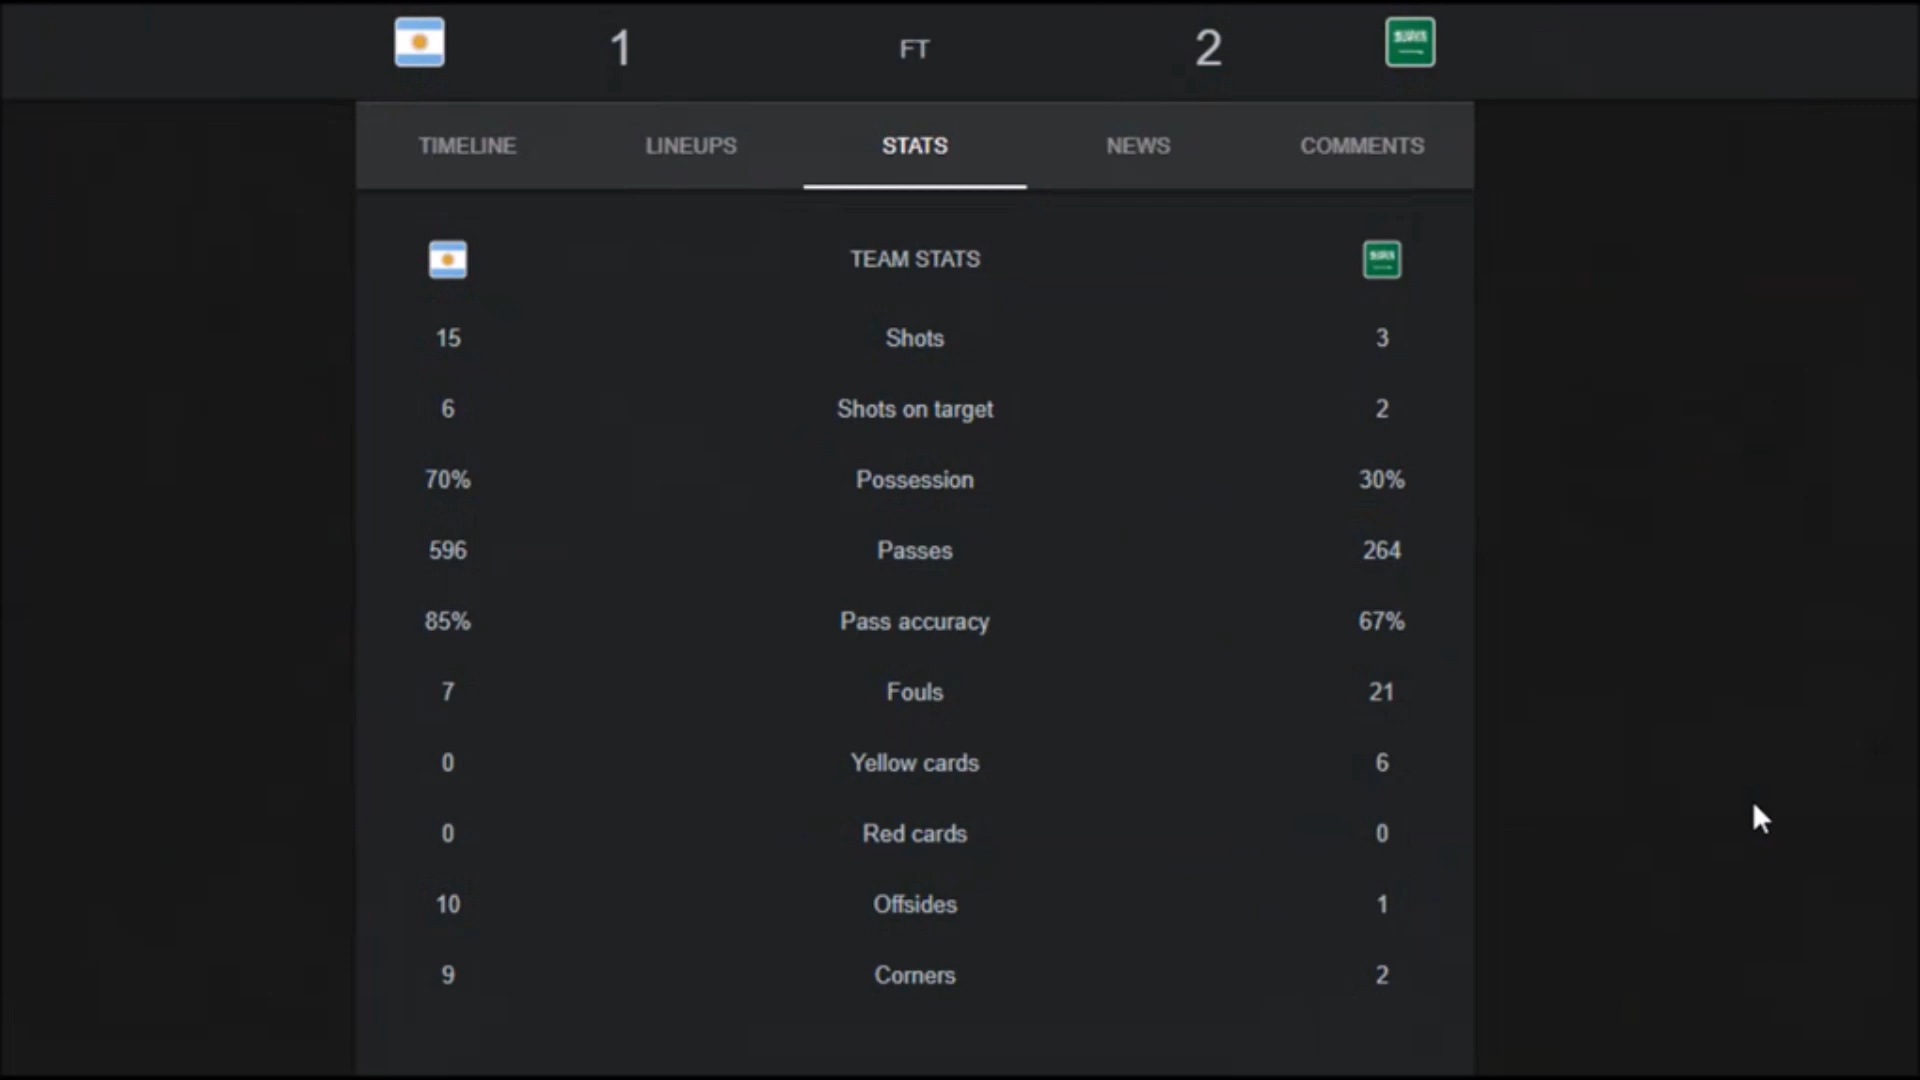 1 FT 2
TIMELINE LINEUPS STATS NEWS COMMENTS
TEAM STATS
15 Shots 3
6 Shots on target 2
70% Possession 30%
596 Passes 264
85% Pass accuracy 67%
7 Fouls 21
0 Yellow cards 6
0 Red cards 0
10 Offsides 1
9 Corners 2